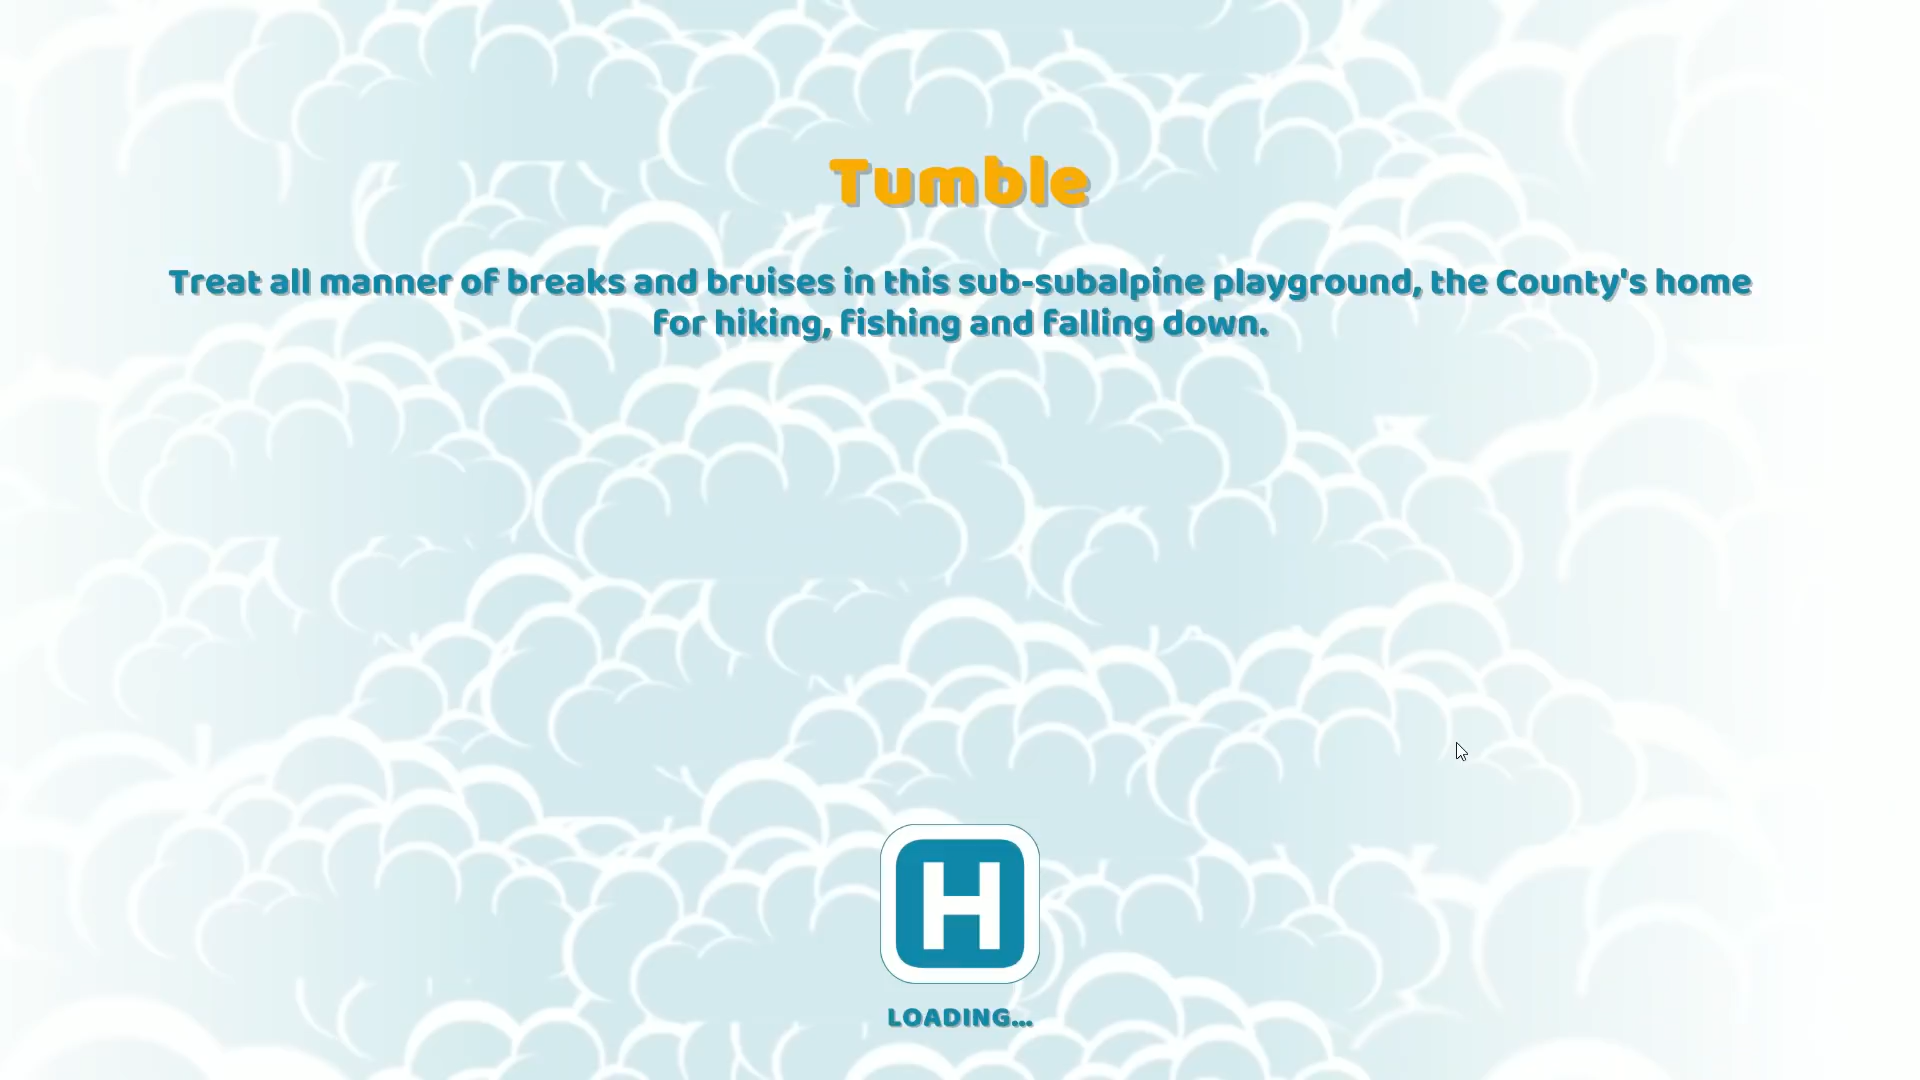 Tumble
Treat all manner of breaks and bruises in this sub-subalpine playground, the County's home
for hiking, fishing and falling down.
H
LOADING...